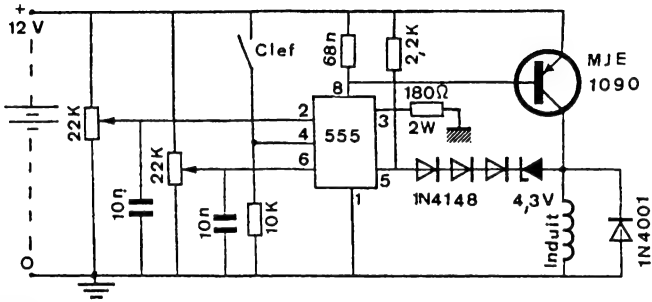 +
12 V
Clef
68n
2,2K
MJE
1090
8
180Ω
2W
22K
2
3
4
555
6
5
22K
1
1N4148
4,3V
10n
10n
10K
Induit
1N4001
O